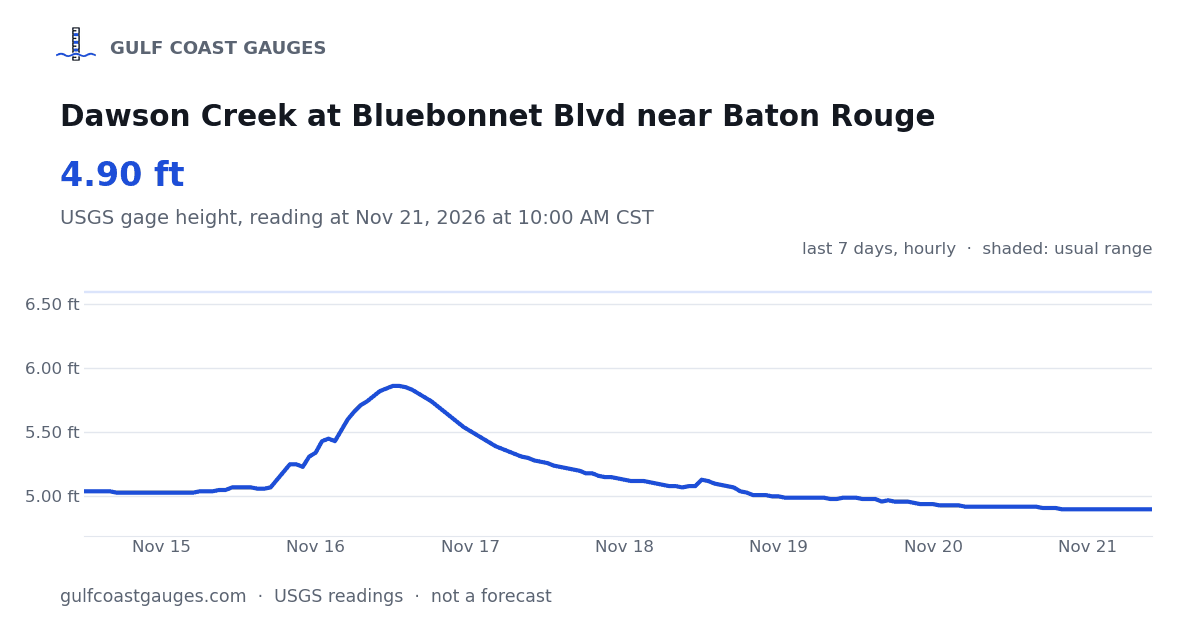 GULF COAST GAUGES
Dawson Creek at Bluebonnet Blvd near Baton Rouge
4.90 ft
USGS gage height, reading at Nov 21, 2026 at 10:00 AM CST
last 7 days, hourly · shaded: usual range
6.50 ft
6.00 ft
5.50 ft
5.00 ft
Nov 15 Nov 16 Nov 17 Nov 18 Nov 19 Nov 20 Nov 21
gulfcoastgauges.com · USGS readings · not a forecast